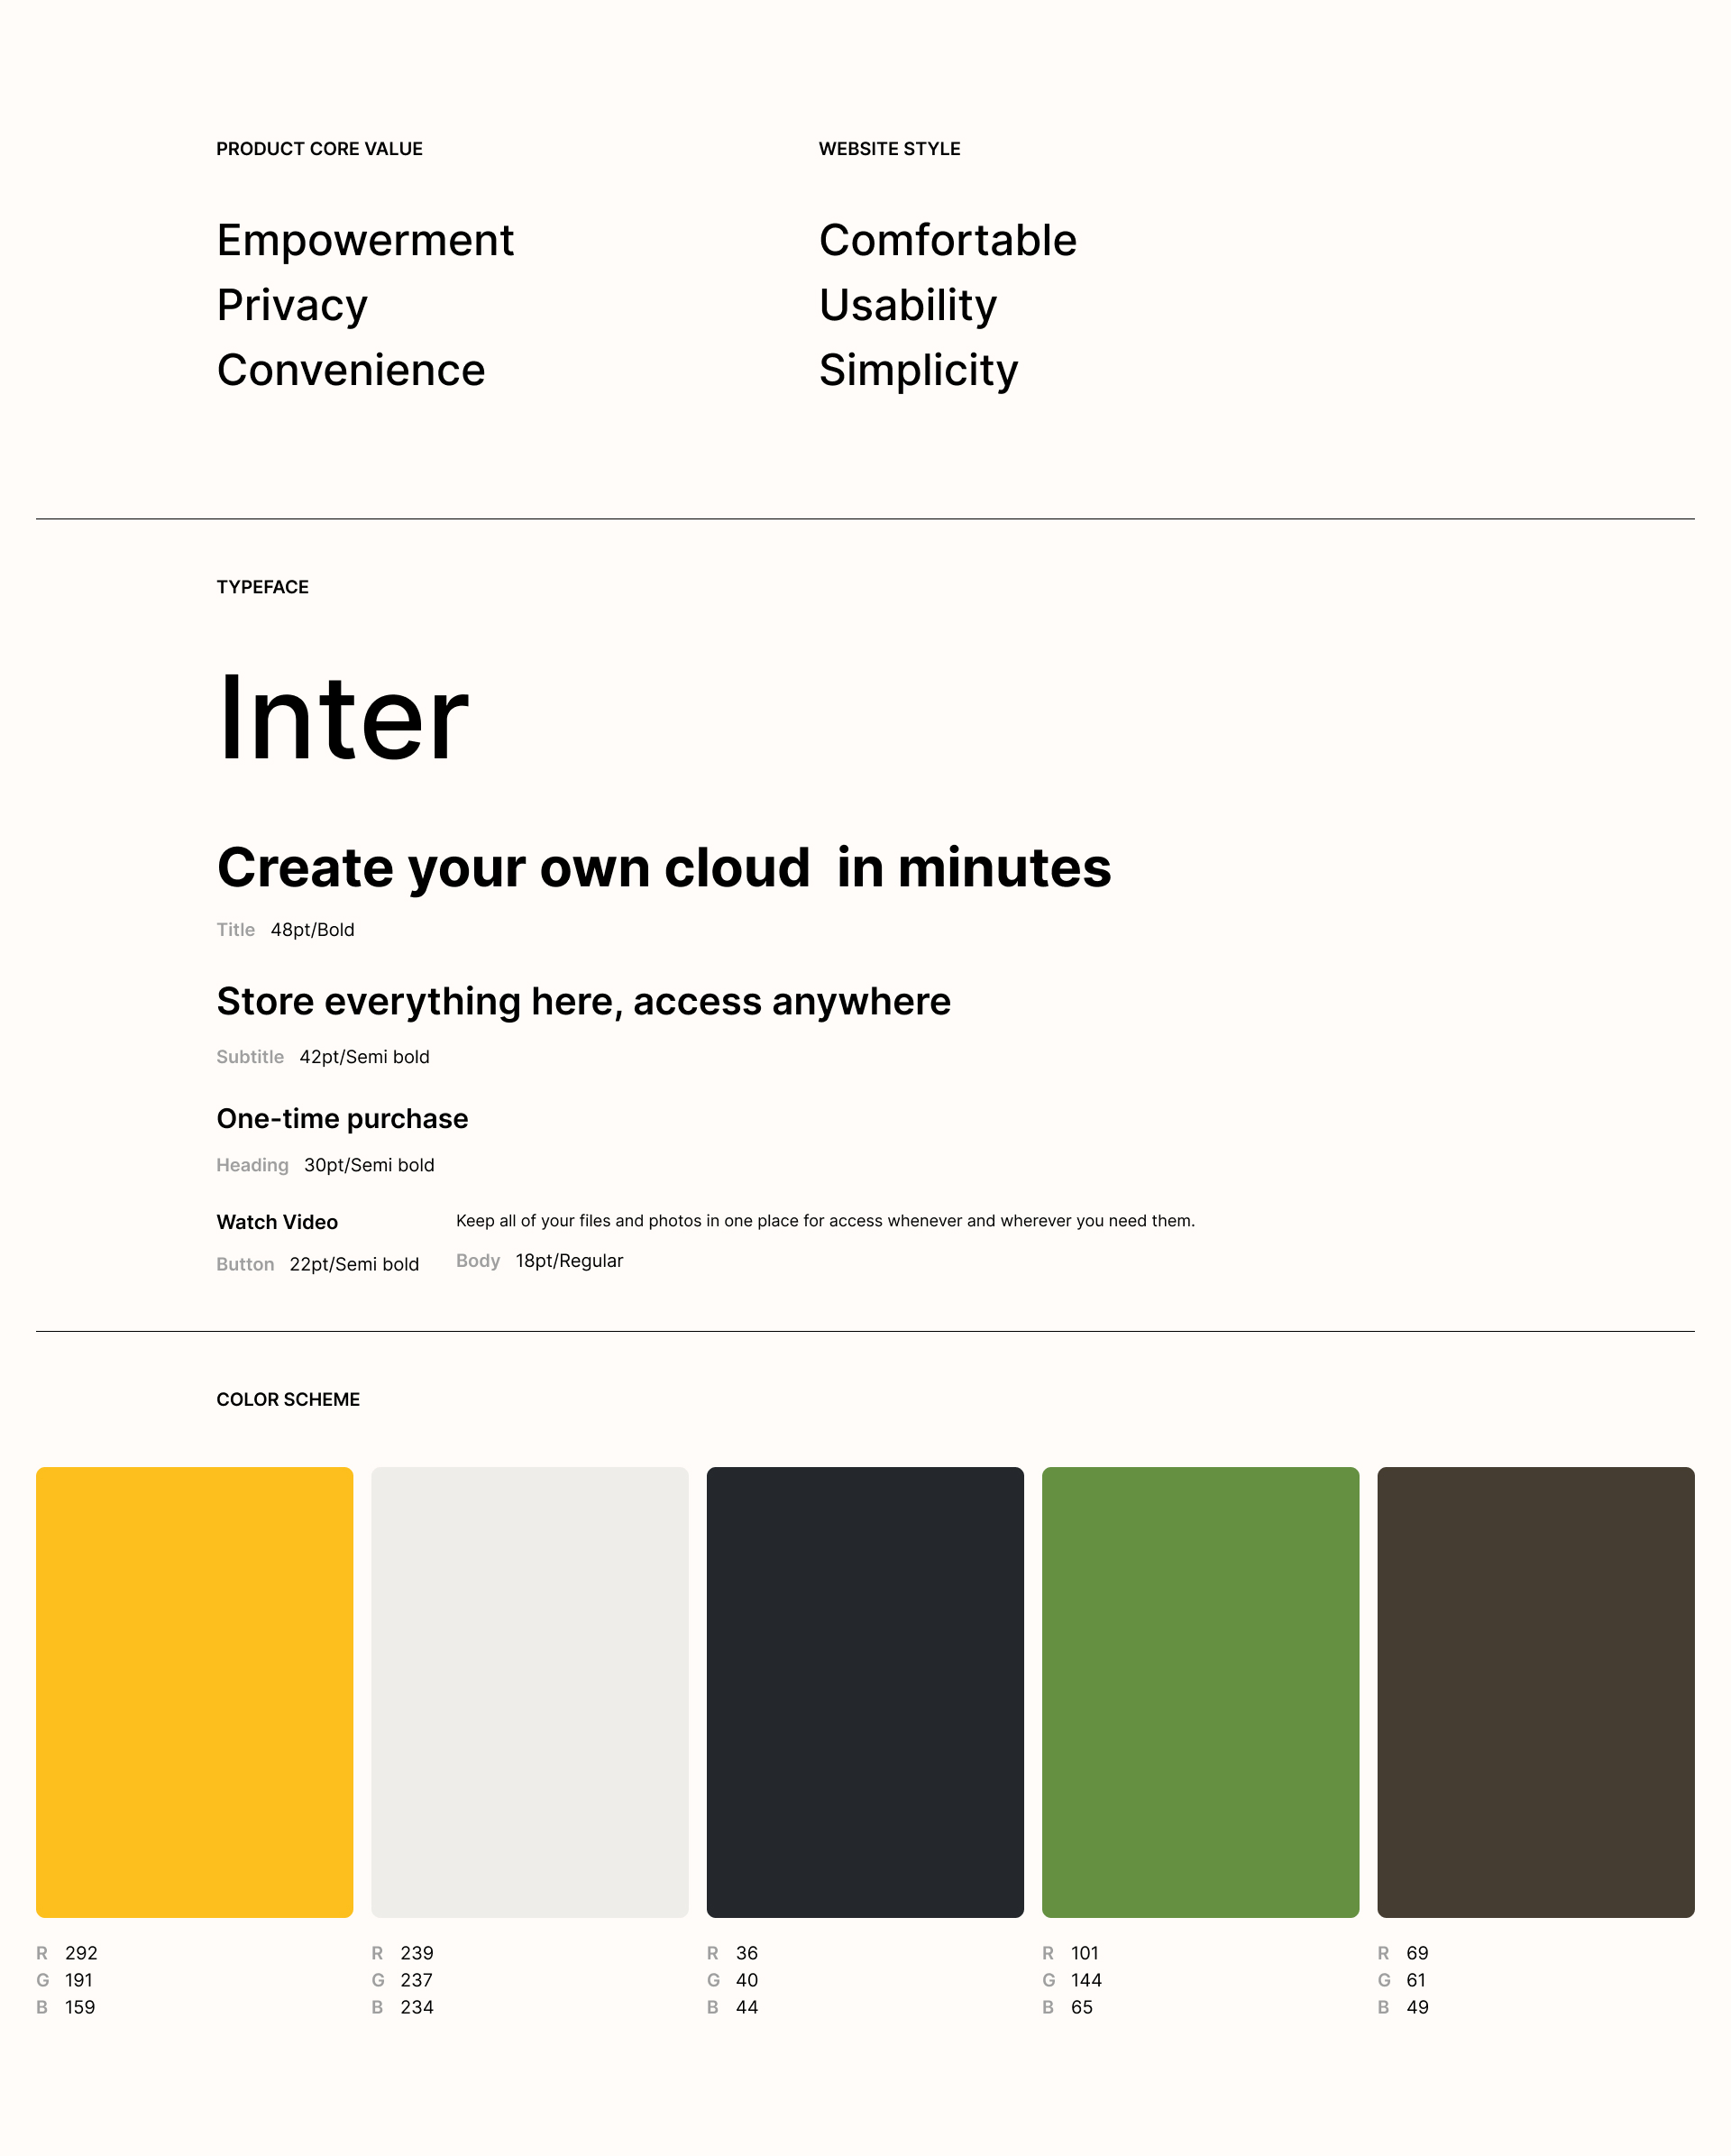 PRODUCT CORE VALUE
Empowerment
Privacy
Convenience
WEBSITE STYLE
Comfortable
Usability
Simplicity
TYPEFACE
Inter
Create your own cloud  in minutes
Title 48pt/Bold
Store everything here, access anywhere
Subtitle 42pt/Semi bold
One-time purchase
Heading 30pt/Semi bold
Watch Video
Button 22pt/Semi bold
Keep all of your files and photos in one place for access whenever and wherever you need them.
Body 18pt/Regular
COLOR SCHEME
R 292
G 191
B 159
R 239
G 237
B 234
R 36
G 40
B 44
R 101
G 144
B 65
R 69
G 61
B 49